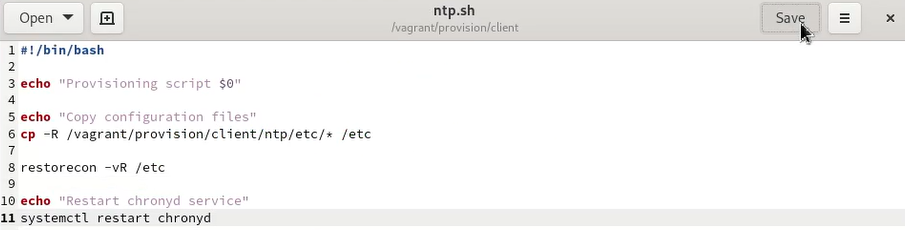 Open
ntp.sh
/vagrant/provision/client
Save
1 #!/bin/bash
2
3 echo "Provisioning script $0"
4
5 echo "Copy configuration files"
6 cp -R /vagrant/provision/client/ntp/etc/* /etc
7
8 restorecon -vR /etc
9
10 echo "Restart chronyd service"
11 systemctl restart chronyd